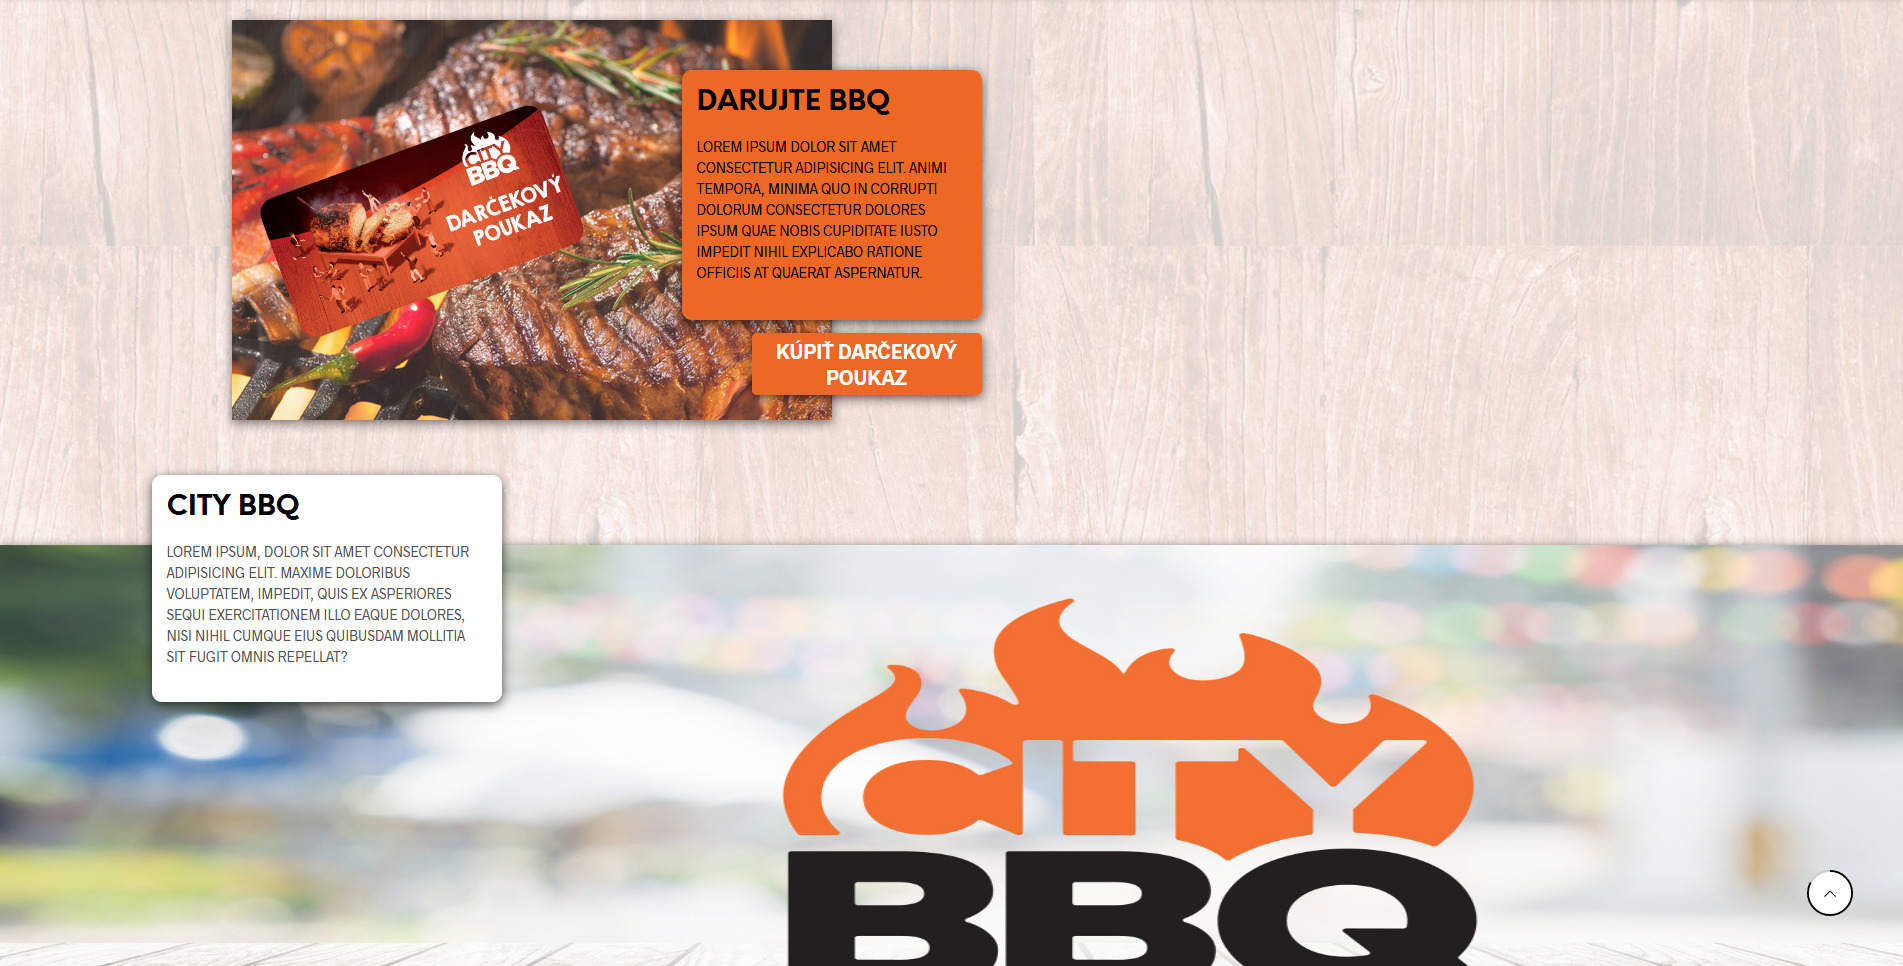 CITY
BBQ
DARČEKOVÝ
POUKAZ
DARUJTE BBQ
LOREM IPSUM DOLOR SIT AMET
CONSECTETUR ADIPISICING ELIT. ANIMI
TEMPORA, MINIMA QUO IN CORRUPTI
DOLORUM CONSECTETUR DOLORES
IPSUM QUAE NOBIS CUPIDITATE IUSTO
IMPEDIT NIHIL EXPLICABO RATIONE
OFFICIIS AT QUAERAT ASPERNATUR.
KÚPIŤ DARČEKOVÝ
POUKAZ
CITY BBQ
LOREM IPSUM, DOLOR SIT AMET CONSECTETUR
ADIPISICING ELIT. MAXIME DOLORIBUS
VOLUPTATEM, IMPEDIT, QUIS EX ASPERIORES
SEQUI EXERCITATIONEM ILLO EAQUE DOLORES,
NISI NIHIL CUMQUE EIUS QUIBUSDAM MOLLITIA
SIT FUGIT OMNIS REPELLAT?
CITY
BBQ